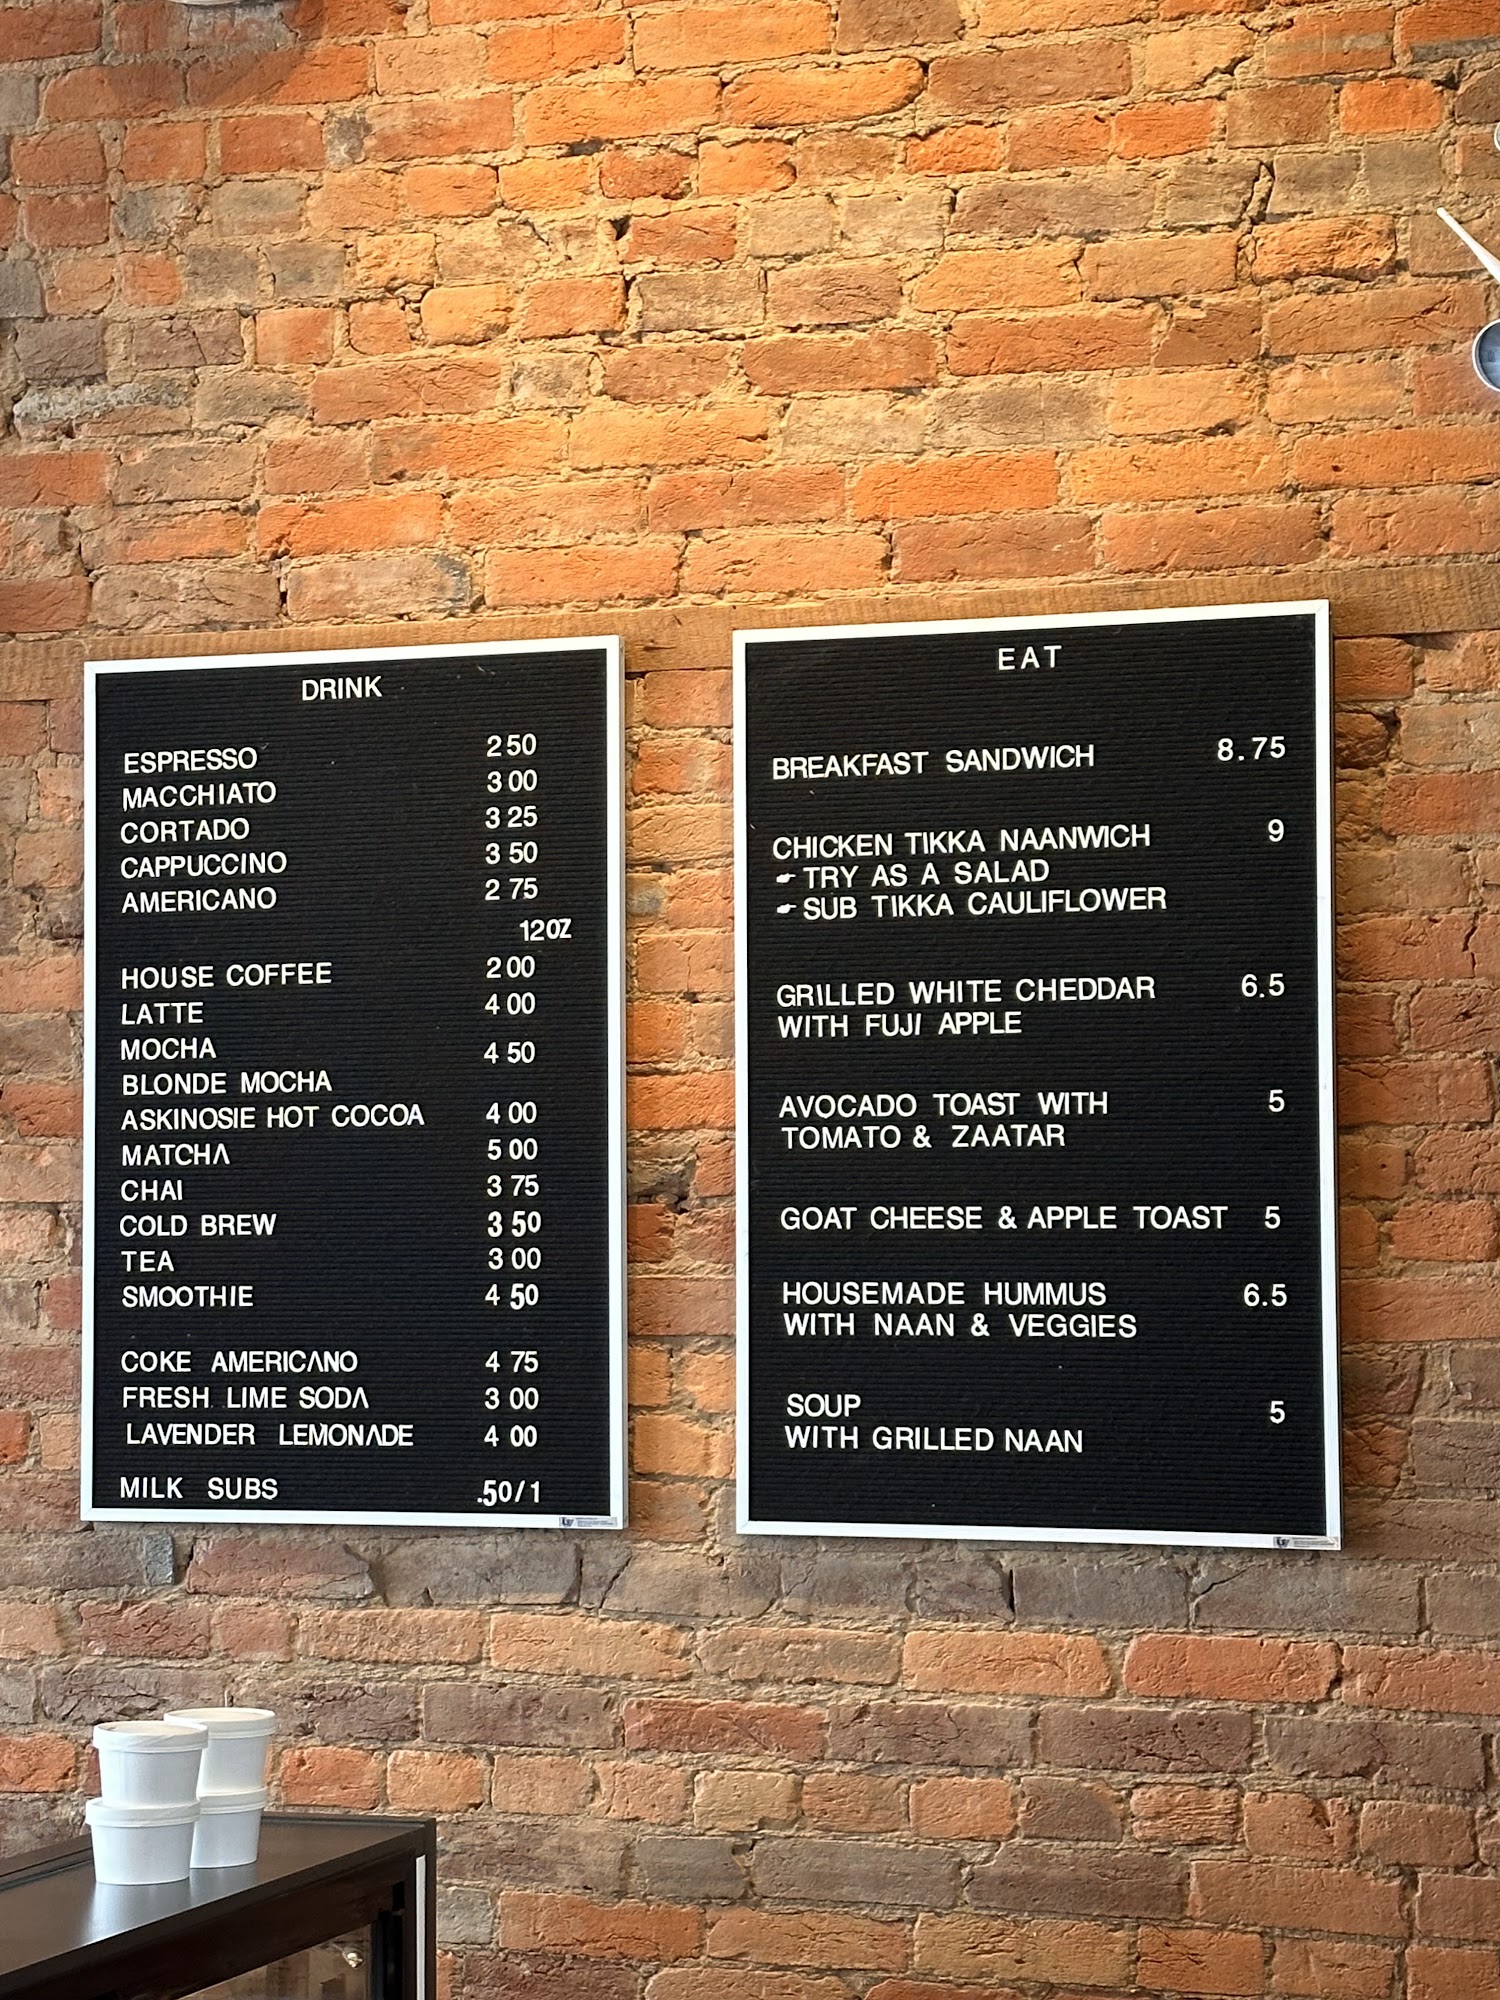 DRINK
ESPRESSO 2 50
MACCHIATO 3 00
CORTADO 3 25
CAPPUCCINO 3 50
AMERICANO 2 75
12OZ
HOUSE COFFEE 2 00
LATTE 4 00
MOCHA 4 50
BLONDE MOCHA
ASKINOSIE HOT COCOA 4 00
MATCHA 5 00
CHAI 3 75
COLD BREW 3 50
TEA 3 00
SMOOTHIE 4 50
COKE AMERICANO 4 75
FRESH LIME SODA 3 00
LAVENDER LEMONADE 4 00
MILK SUBS .50/1
EAT
BREAKFAST SANDWICH 8.75
CHICKEN TIKKA NAANWICH 9
TRY AS A SALAD
SUB TIKKA CAULIFLOWER
GRILLED WHITE CHEDDAR 6.5
WITH FUJI APPLE
AVOCADO TOAST WITH 5
TOMATO & ZAATAR
GOAT CHEESE & APPLE TOAST 5
HOUSEMADE HUMMUS 6.5
WITH NAAN & VEGGIES
SOUP 5
WITH GRILLED NAAN